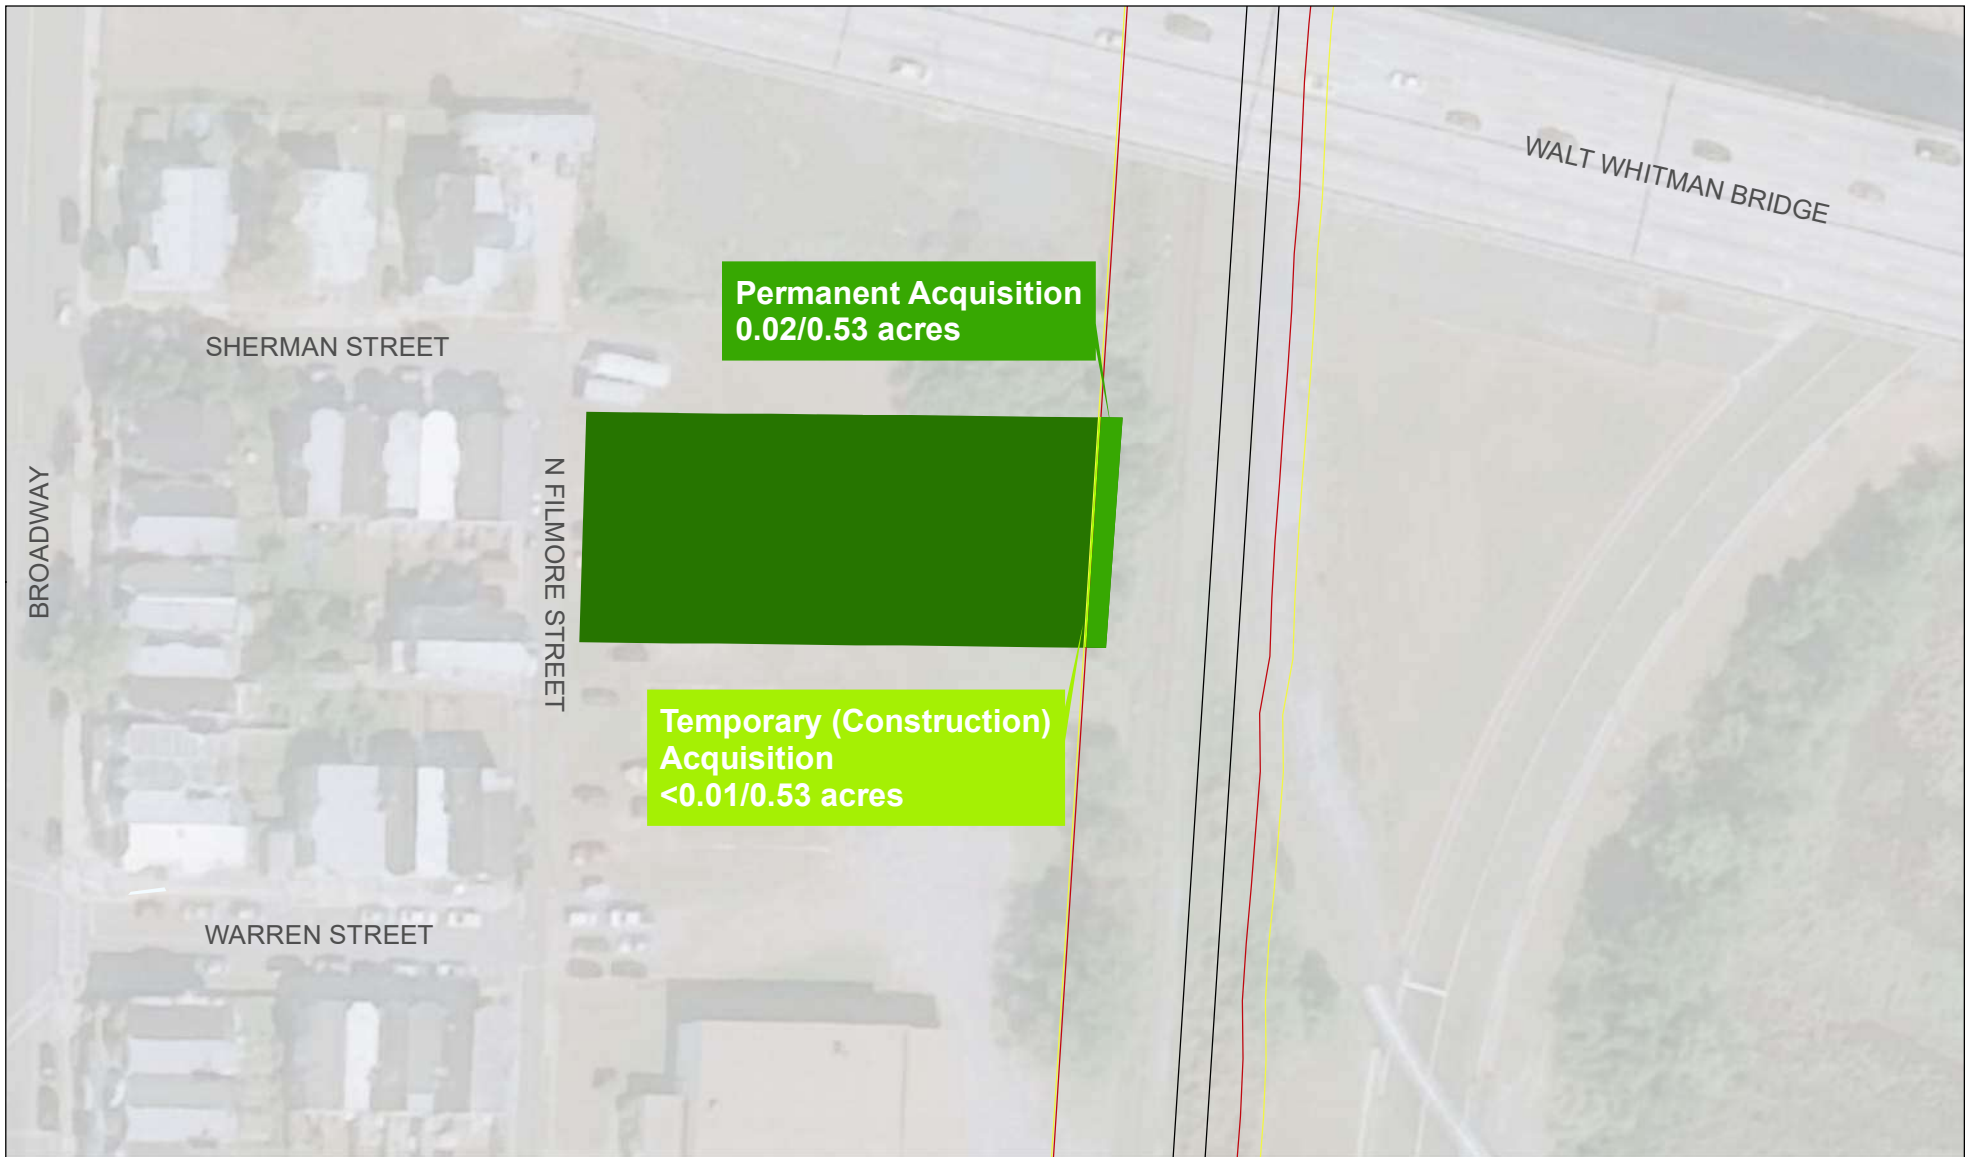 WALT WHITMAN BRIDGE
Permanent Acquisition
0.02/0.53 acres
SHERMAN STREET
BROADWAY
N FILMORE STREET
Temporary (Construction)
Acquisition
<0.01/0.53 acres
WARREN STREET